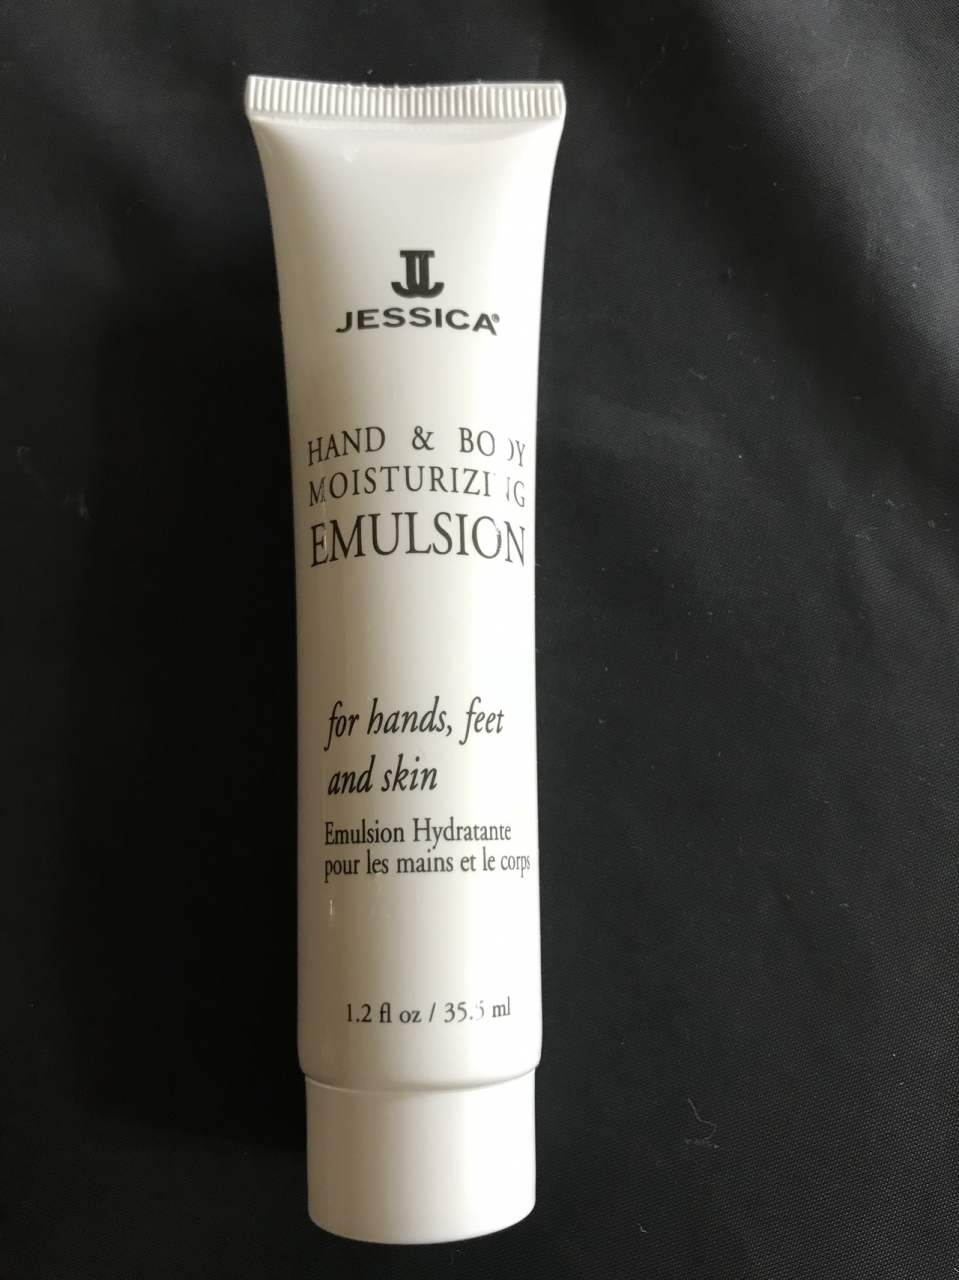 JESSICA®
HAND & BODY
MOISTURIZING
EMULSION
for hands, feet
and skin
Emulsion Hydratante
pour les mains et le corps
1.2 fl oz / 35.5 ml